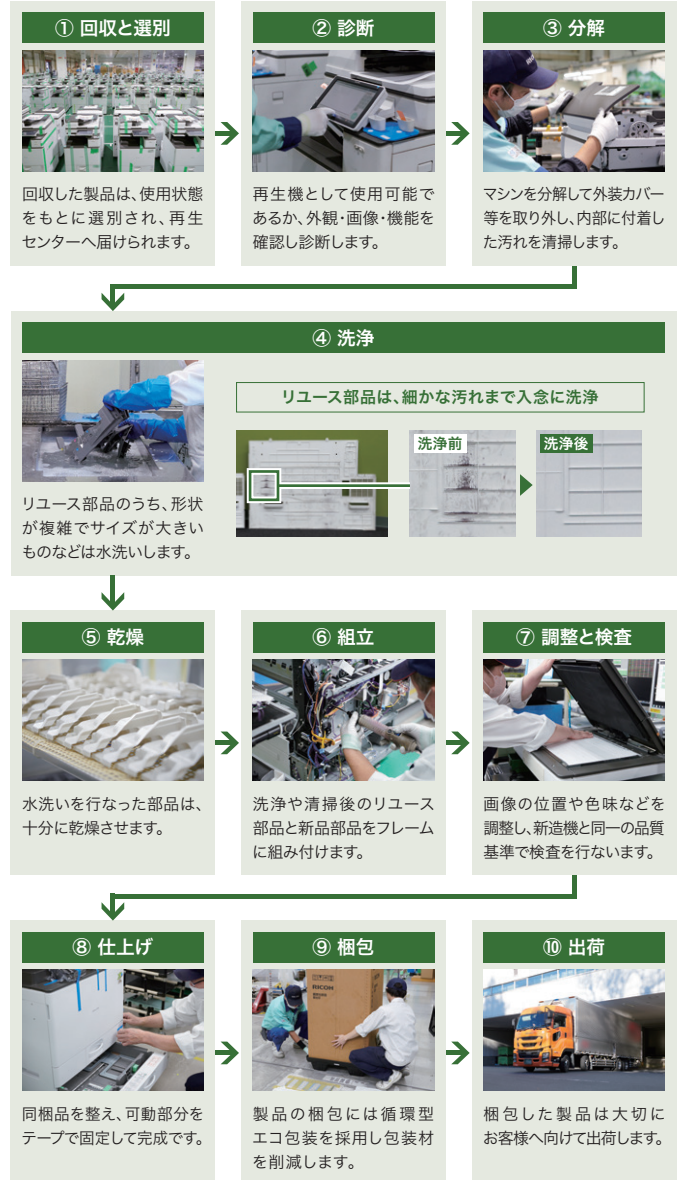 ① 回収と選別
回収した製品は、使用状態
をもとに選別され、再生
センターへ届けられます。
② 診断
再生機として使用可能で
あるか、外観・画像・機能を
確認し診断します。
③ 分解
マシンを分解して外装カバー
等を取り外し、内部に付着し
た汚れを清掃します。
④ 洗浄
リユース部品のうち、形状
が複雑でサイズが大きい
ものなどは水洗いします。
リユース部品は、細かな汚れまで入念に洗浄
洗浄前
洗浄後
⑤ 乾燥
水洗いを行なった部品は、
十分に乾燥させます。
⑥ 組立
洗浄や清掃後のリユース
部品と新品部品をフレーム
に組み付けます。
⑦ 調整と検査
画像の位置や色味などを
調整し、新造機と同一の品質
基準で検査を行ないます。
⑧ 仕上げ
同梱品を整え、可動部分を
テープで固定して完成です。
⑨ 梱包
RICOH
製品の梱包には循環型
エコ包装を採用し包装材
を削減します。
⑩ 出荷
梱包した製品は大切に
お客様へ向けて出荷します。